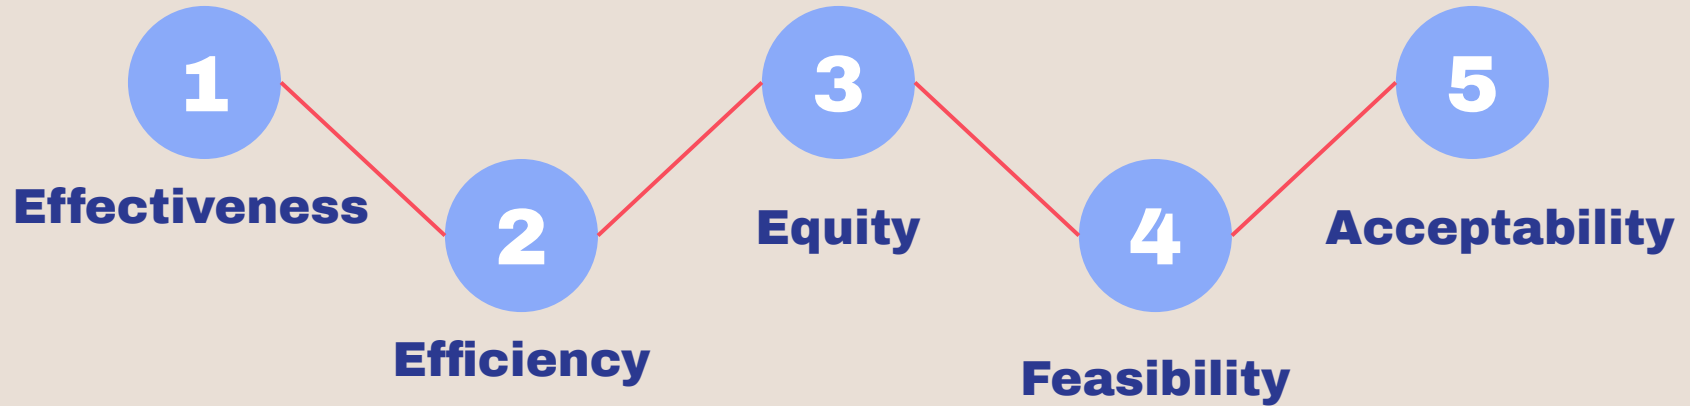 1
Effectiveness
2
Efficiency
3
Equity
4
Feasibility
5
Acceptability